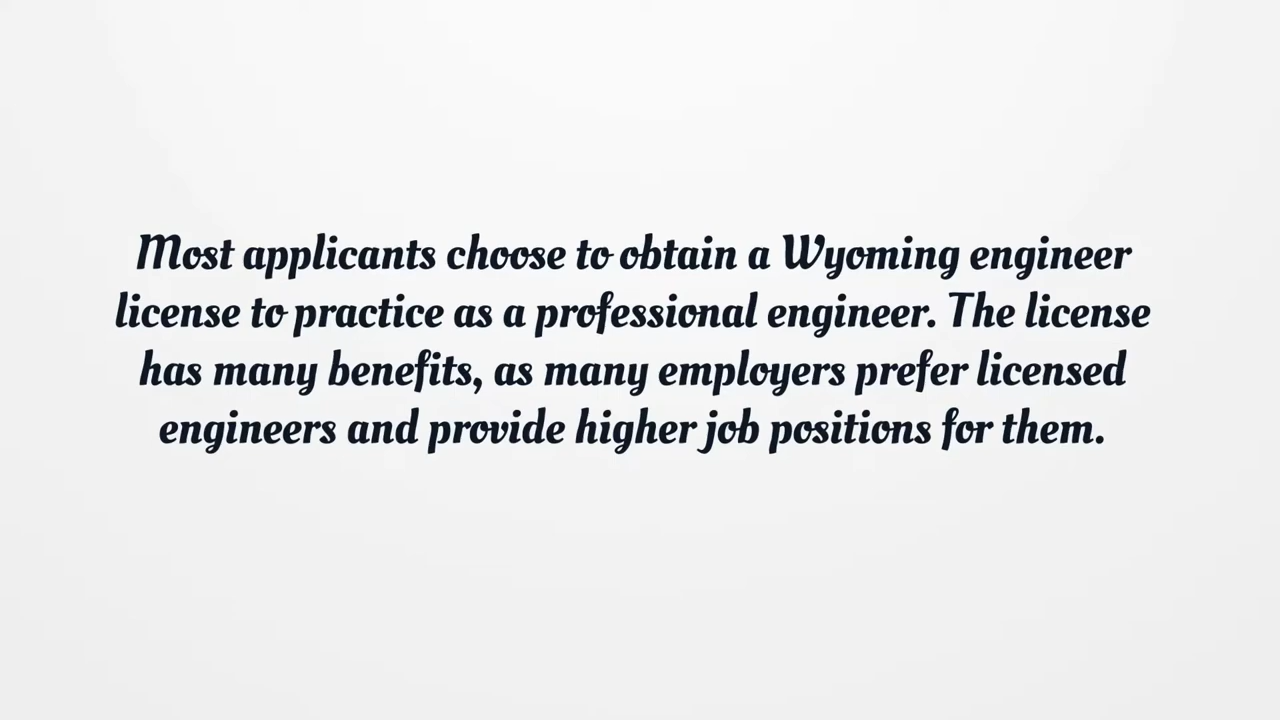 Most applicants choose to obtain a Wyoming engineer
license to practice as a professional engineer. The license
has many benefits, as many employers prefer licensed
engineers and provide higher job positions for them.